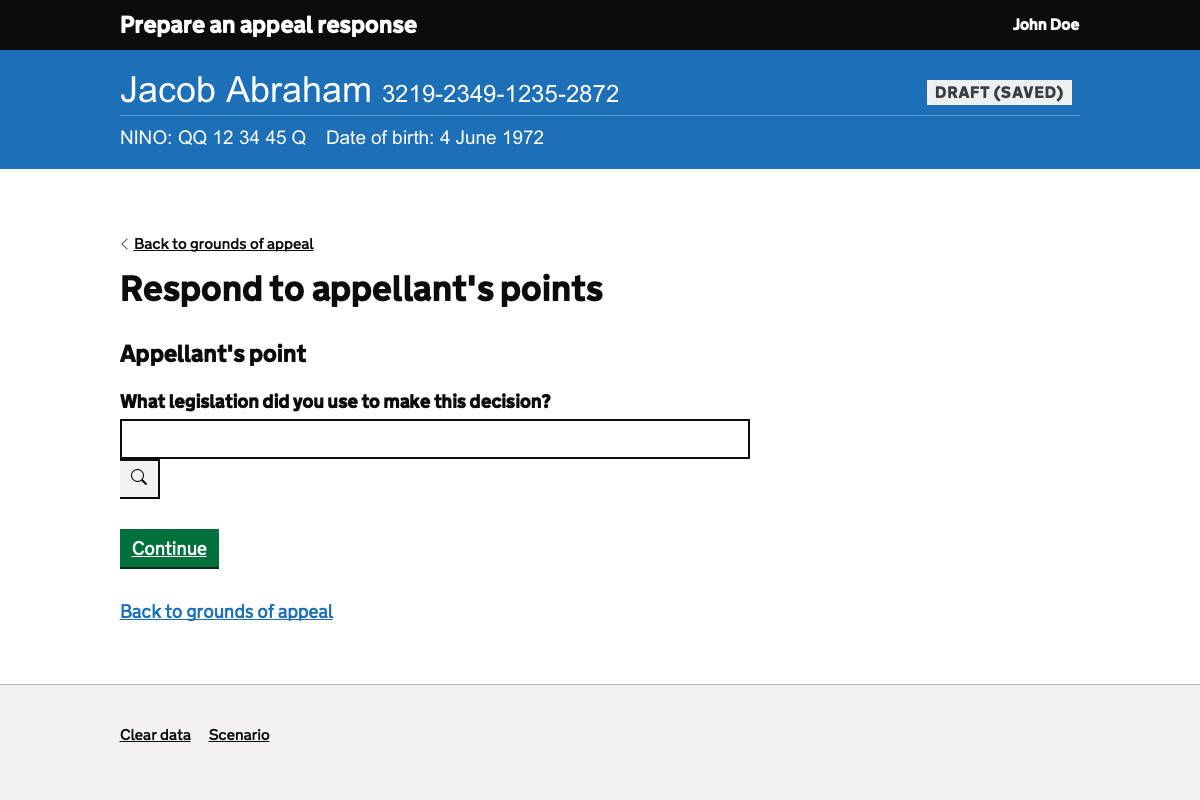 Prepare an appeal response John Doe
Jacob Abraham 3219-2349-1235-2872 DRAFT (SAVED)
NINO: QQ 12 34 45 Q Date of birth: 4 June 1972
Back to grounds of appeal
Respond to appellant's points
Appellant's point
What legislation did you use to make this decision?
Continue
Back to grounds of appeal
Clear data Scenario